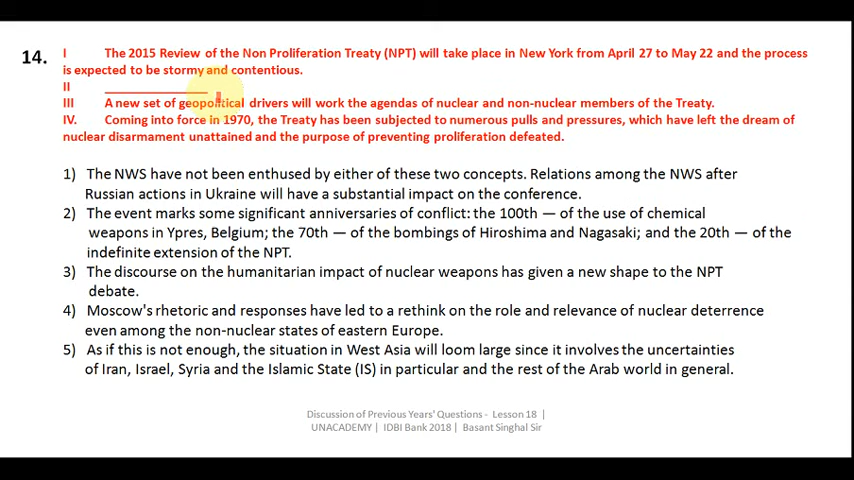 14.
I The 2015 Review of the Non Proliferation Treaty (NPT) will take place in New York from April 27 to May 22 and the process
is expected to be stormy and contentious.
II ________________
III A new set of geopolitical drivers will work the agendas of nuclear and non-nuclear members of the Treaty.
IV. Coming into force in 1970, the Treaty has been subjected to numerous pulls and pressures, which have left the dream of
nuclear disarmament unattained and the purpose of preventing proliferation defeated.
1) The NWS have not been enthused by either of these two concepts. Relations among the NWS after
Russian actions in Ukraine will have a substantial impact on the conference.
2) The event marks some significant anniversaries of conflict: the 100th — of the use of chemical
weapons in Ypres, Belgium; the 70th — of the bombings of Hiroshima and Nagasaki; and the 20th — of the
indefinite extension of the NPT.
3) The discourse on the humanitarian impact of nuclear weapons has given a new shape to the NPT
debate.
4) Moscow's rhetoric and responses have led to a rethink on the role and relevance of nuclear deterrence
even among the non-nuclear states of eastern Europe.
5) As if this is not enough, the situation in West Asia will loom large since it involves the uncertainties
of Iran, Israel, Syria and the Islamic State (IS) in particular and the rest of the Arab world in general.
Discussion of Previous Years' Questions - Lesson 18 |
UNACADEMY | IDBI Bank 2018 | Basant Singhal Sir